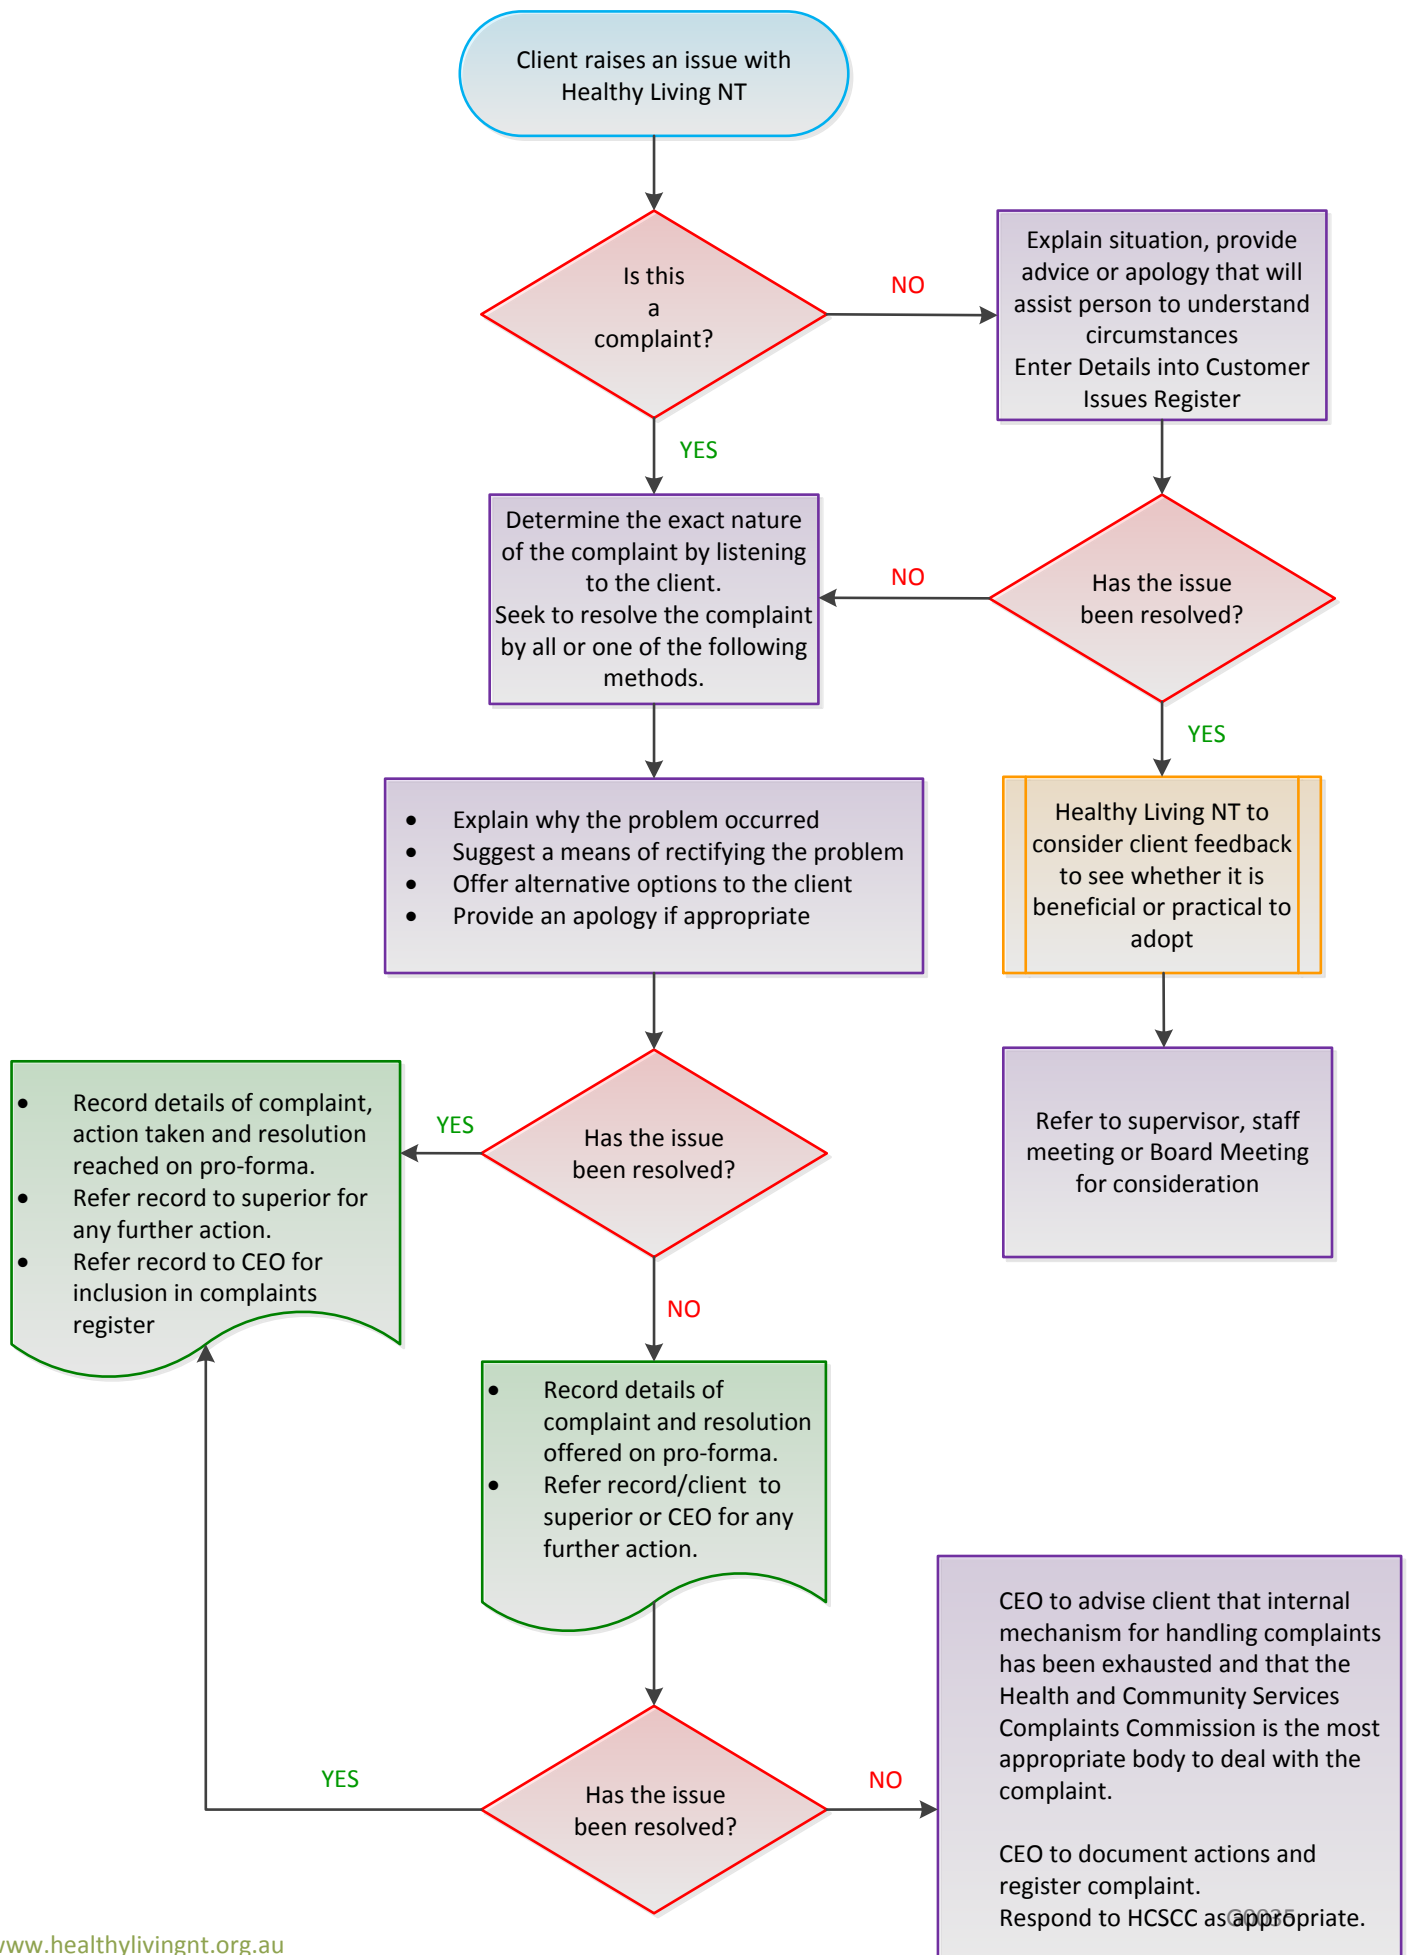 Client raises an issue with
Healthy Living NT
Is this
a
complaint?
NO
Explain situation, provide
advice or apology that will
assist person to understand
circumstances
Enter Details into Customer
Issues Register
YES
Determine the exact nature
of the complaint by listening
to the client.
Seek to resolve the complaint
by all or one of the following
methods.
NO
Has the issue
been resolved?
YES
• Explain why the problem occurred
• Suggest a means of rectifying the problem
• Offer alternative options to the client
• Provide an apology if appropriate
Healthy Living NT to
consider client feedback
to see whether it is
beneficial or practical to
adopt
Refer to supervisor, staff
meeting or Board Meeting
for consideration
Has the issue
been resolved?
YES
• Record details of complaint,
action taken and resolution
reached on pro-forma.
• Refer record to superior for
any further action.
• Refer record to CEO for
inclusion in complaints
register
NO
• Record details of
complaint and resolution
offered on pro-forma.
• Refer record/client to
superior or CEO for any
further action.
Has the issue
been resolved?
YES
NO
CEO to advise client that internal
mechanism for handling complaints
has been exhausted and that the
Health and Community Services
Complaints Commission is the most
appropriate body to deal with the
complaint.
CEO to document actions and
register complaint.
Respond to HCSCC as appropriate.
G0035
www.healthylivingnt.org.au